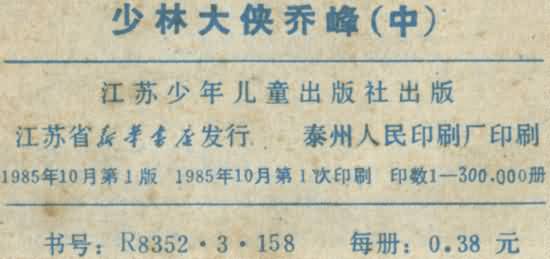 少林大侠乔峰(中)
江苏少年儿童出版社出版
江苏省新华书店发行 泰州人民印刷厂印刷
1985年10月第1版 1985年10月第1次印刷 印数1—300.000册
书号：R8352·3·158 每册：0.38 元